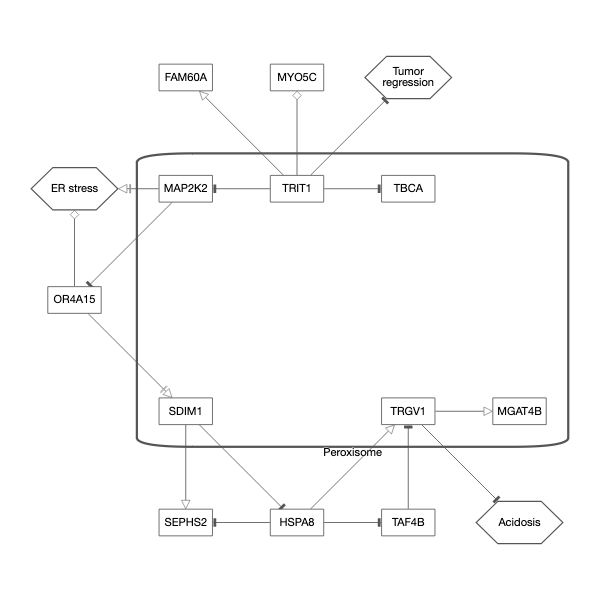 FAM60A
MYO5C
Tumor
regression
ER stress
MAP2K2
TRIT1
TBCA
OR4A15
SDIM1
TRGV1
MGAT4B
Peroxisome
SEPHS2
HSPA8
TAF4B
Acidosis